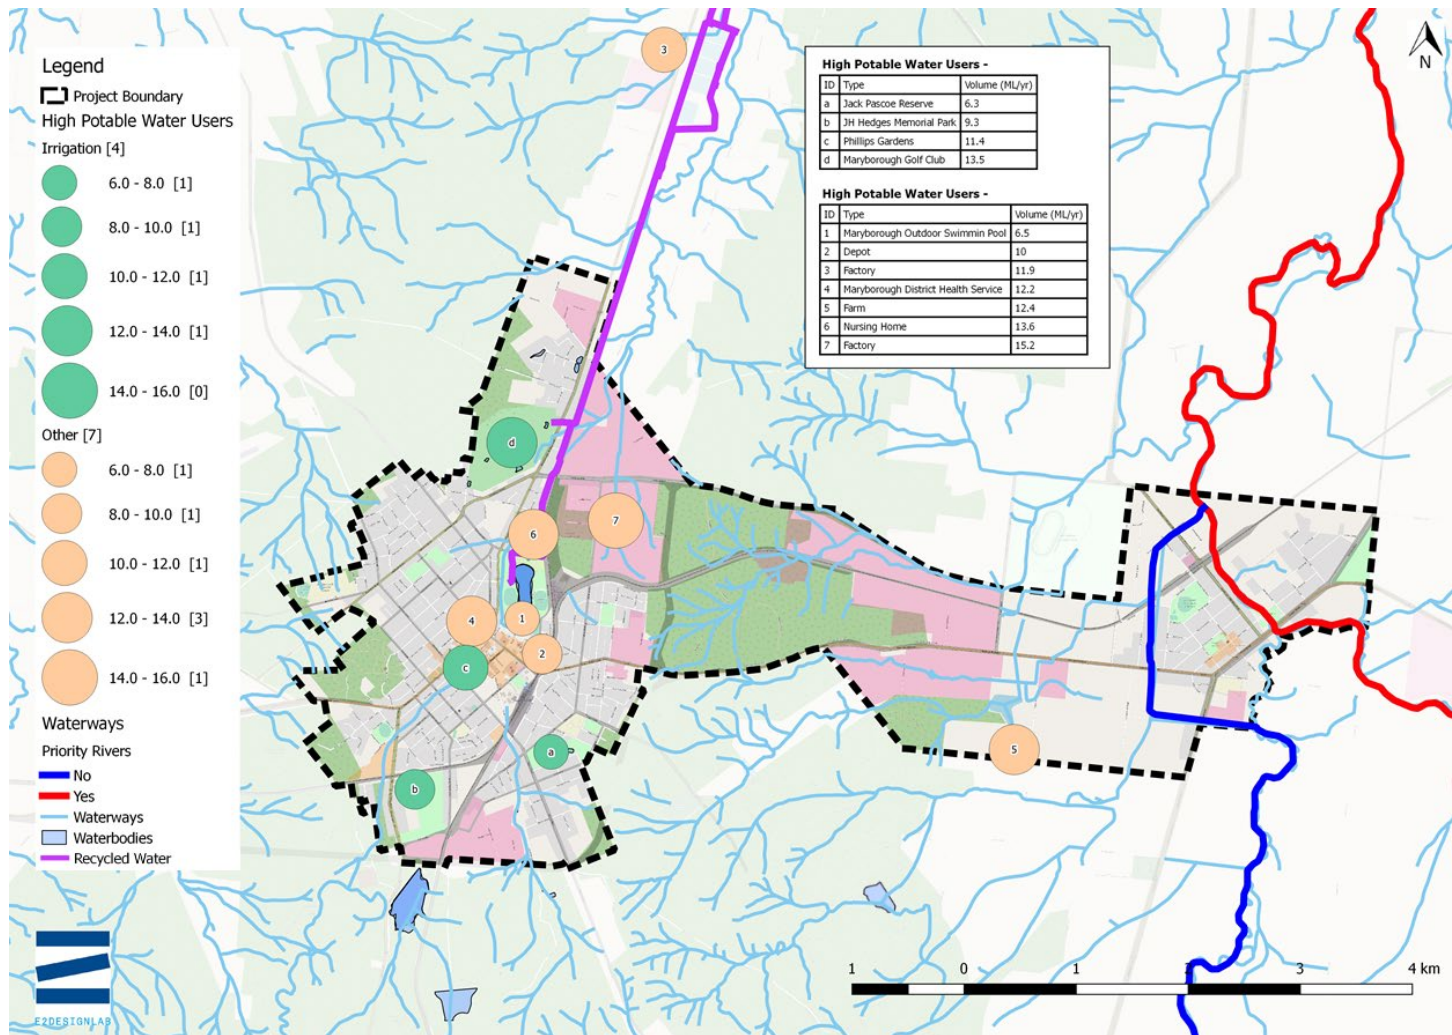 Legend
Project Boundary
High Potable Water Users
Irrigation [4]
6.0 - 8.0 [1]
8.0 - 10.0 [1]
10.0 - 12.0 [1]
12.0 - 14.0 [1]
14.0 - 16.0 [0]
Other [7]
6.0 - 8.0 [1]
8.0 - 10.0 [1]
10.0 - 12.0 [1]
12.0 - 14.0 [3]
14.0 - 16.0 [1]
Waterways
Priority Rivers
No
Yes
Waterways
Waterbodies
Recycled Water
E2DESIGNLAB
3
d
6
7
4
1
2
c
a
b
5
High Potable Water Users -
ID Type Volume (ML/yr)
a Jack Pascoe Reserve 6.3
b JH Hedges Memorial Park 9.3
c Phillips Gardens 11.4
d Maryborough Golf Club 13.5
High Potable Water Users -
ID Type Volume (ML/yr)
1 Maryborough Outdoor Swimmin Pool 6.5
2 Depot 10
3 Factory 11.9
4 Maryborough District Health Service 12.2
5 Farm 12.4
6 Nursing Home 13.6
7 Factory 15.2
N
1 0 1 2 3 4 km